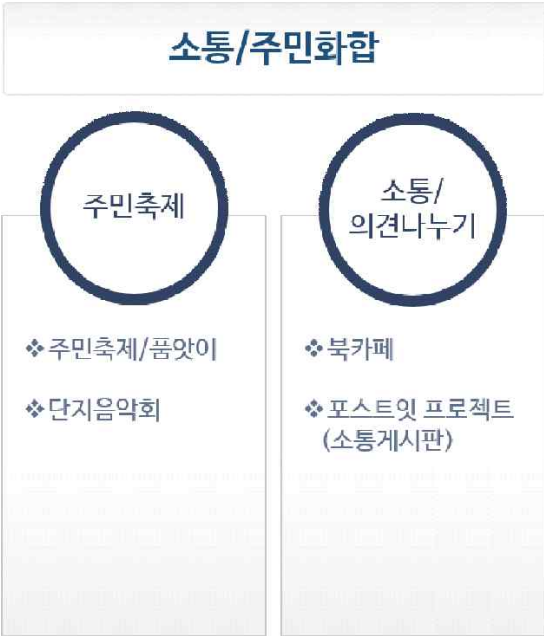 소통/주민화합
주민축제
❖주민축제/품앗이
❖단지음악회
소통/
의견나누기
❖북카페
❖포스트잇 프로젝트
(소통게시판)